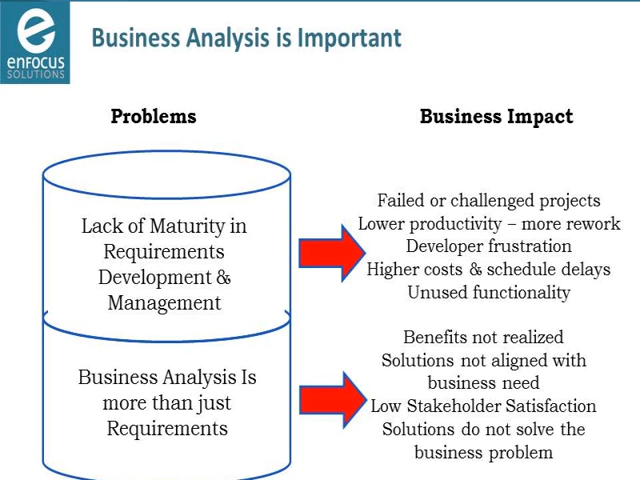 enfocus
SOLUTIONS
Business Analysis is Important
Problems
Business Impact
Lack of Maturity in
Requirements
Development &
Management
Failed or challenged projects
Lower productivity – more rework
Developer frustration
Higher costs & schedule delays
Unused functionality
Business Analysis Is
more than just
Requirements
Benefits not realized
Solutions not aligned with
business need
Low Stakeholder Satisfaction
Solutions do not solve the
business problem